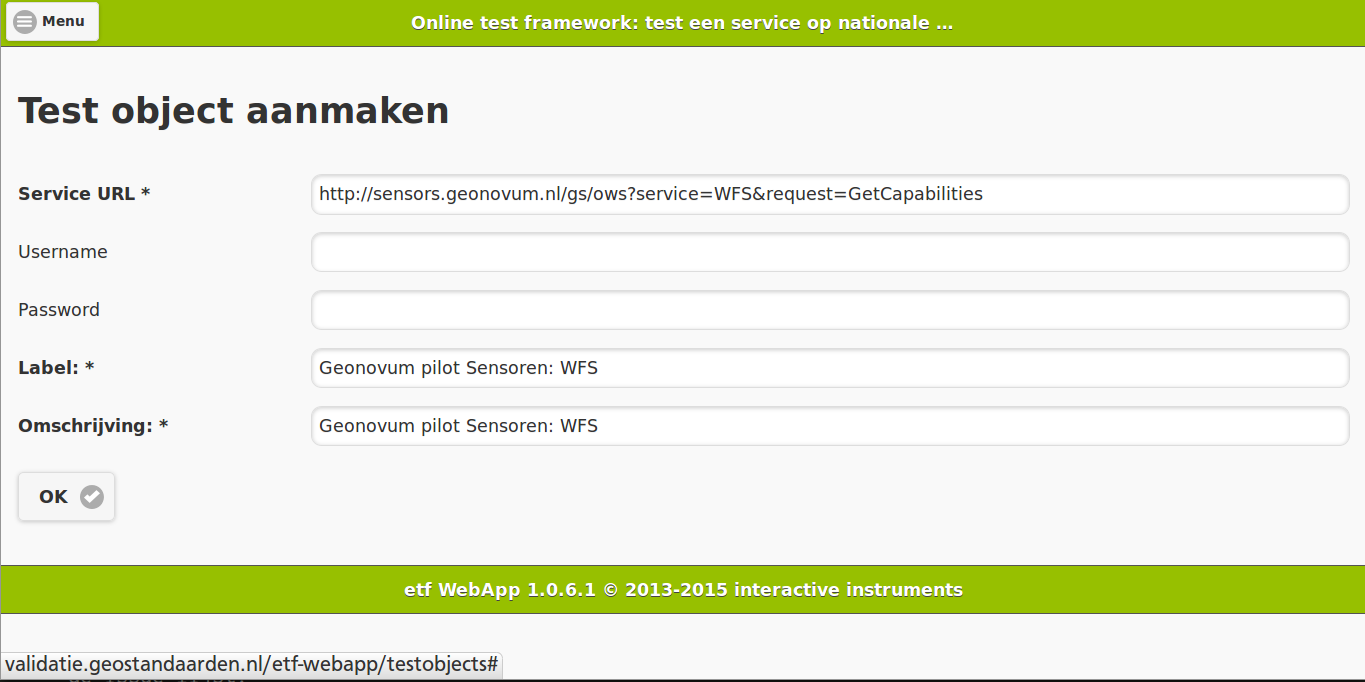 Menu
Online test framework: test een service op nationale ...
Test object aanmaken
Service URL *
http://sensors.geonovum.nl/gs/ows?service=WFS&request=GetCapabilities
Username
Password
Label: *
Geonovum pilot Sensoren: WFS
Omschrijving: *
Geonovum pilot Sensoren: WFS
OK
etf WebApp 1.0.6.1 © 2013-2015 interactive instruments
validatie.geostandaarden.nl/etf-webapp/testobjects#